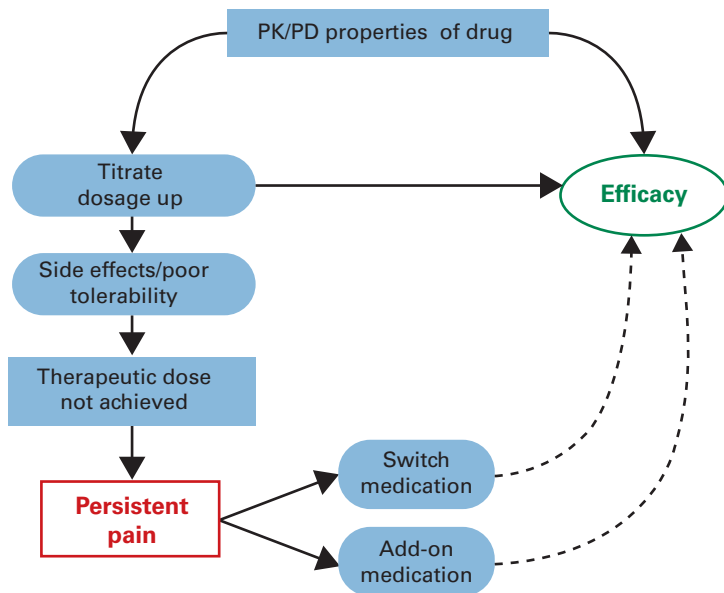 PK/PD properties of drug
Titrate
dosage up
Efficacy
Side effects/poor
tolerability
Therapeutic dose
not achieved
Persistent
pain
Switch
medication
Add-on
medication